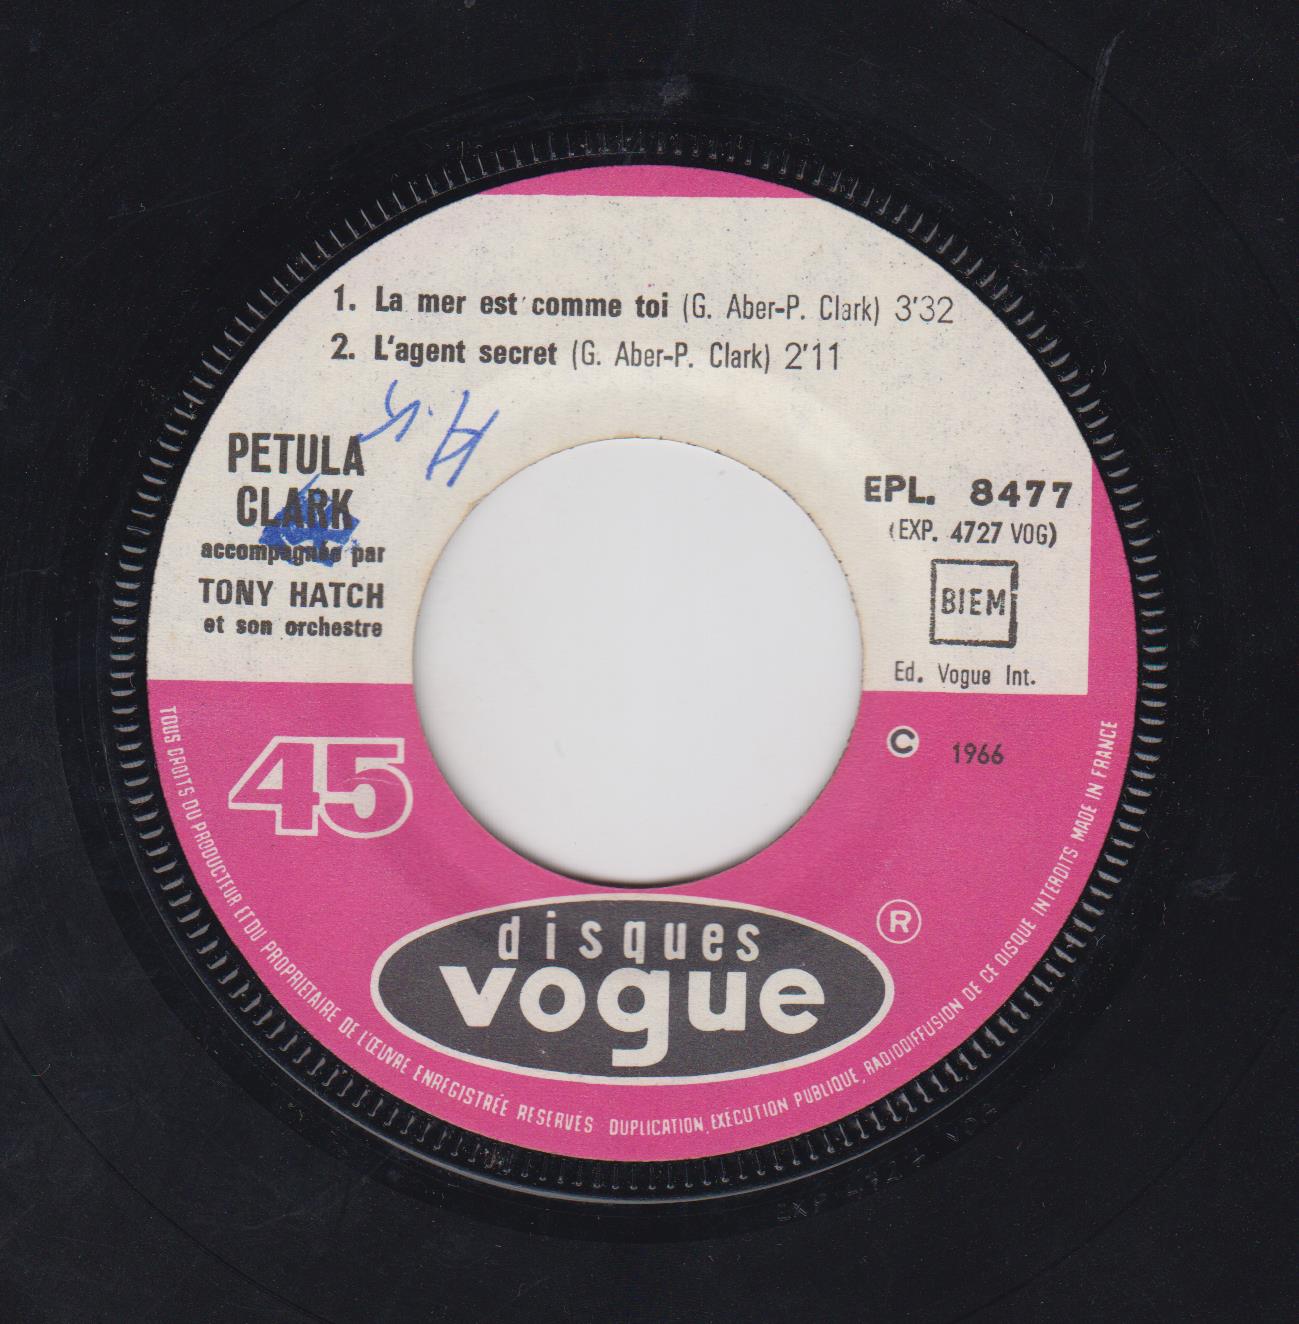 1. La mer est comme toi (G. Aber-P. Clark) 3'32
2. L'agent secret (G. Aber-P. Clark) 2'11
PETULA
CLARK
accompagnée par
TONY HATCH
et son orchestre
EPL. 8477
(EXP. 4727 VOG)
BIEM
Ed. Vogue Int.
45
© 1966
disques
vogue
®
TOUS DROITS DU PRODUCTEUR ET DU PROPRIETAIRE DE L'ŒUVRE ENREGISTRÉE RESERVÉS DUPLICATION, EXÉCUTION PUBLIQUE, RADIODIFFUSION DE CE DISQUE INTERDITS MADE IN FRANCE